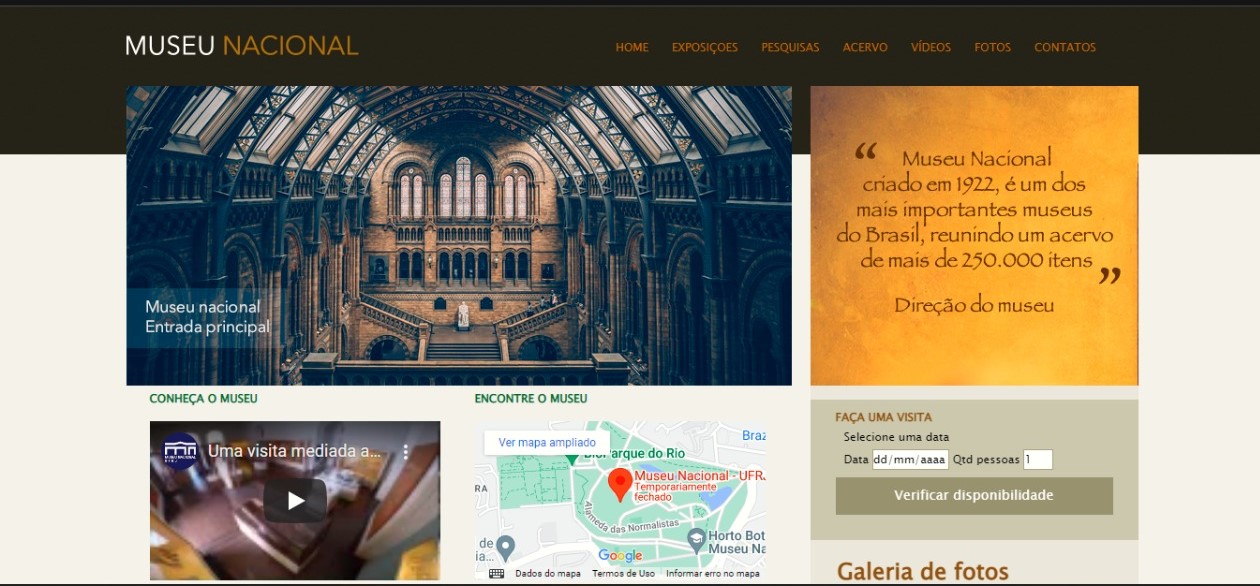 MUSEU NACIONAL
HOME EXPOSIÇOES PESQUISAS ACERVO VÍDEOS FOTOS CONTATOS
Museu nacional
Entrada principal
“ Museu Nacional
criado em 1922, é um dos
mais importantes museus
do Brasil, reunindo um acervo
de mais de 250.000 itens ”
Direção do museu
CONHEÇA O MUSEU
Uma visita mediada a...
ENCONTRE O MUSEU
Ver mapa ampliado
Braz
BioParque do Rio
RA
Museu Nacional - UFRJ
Temporariamente
fechado
Alameda das Normalistas
de
ia...
Horto Bot
Museu Na
Google
Dados do mapa Termos de Uso Informar erro no mapa
FAÇA UMA VISITA
Selecione uma data
Data dd/mm/aaaa Qtd pessoas 1
Verificar disponibilidade
Galeria de fotos